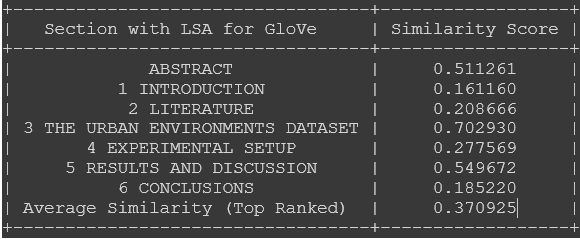 Section with LSA for GloVe | Similarity Score
ABSTRACT | 0.511261
1 INTRODUCTION | 0.161160
2 LITERATURE | 0.208666
3 THE URBAN ENVIRONMENTS DATASET | 0.702930
4 EXPERIMENTAL SETUP | 0.277569
5 RESULTS AND DISCUSSION | 0.549672
6 CONCLUSIONS | 0.185220
Average Similarity (Top Ranked) | 0.370925